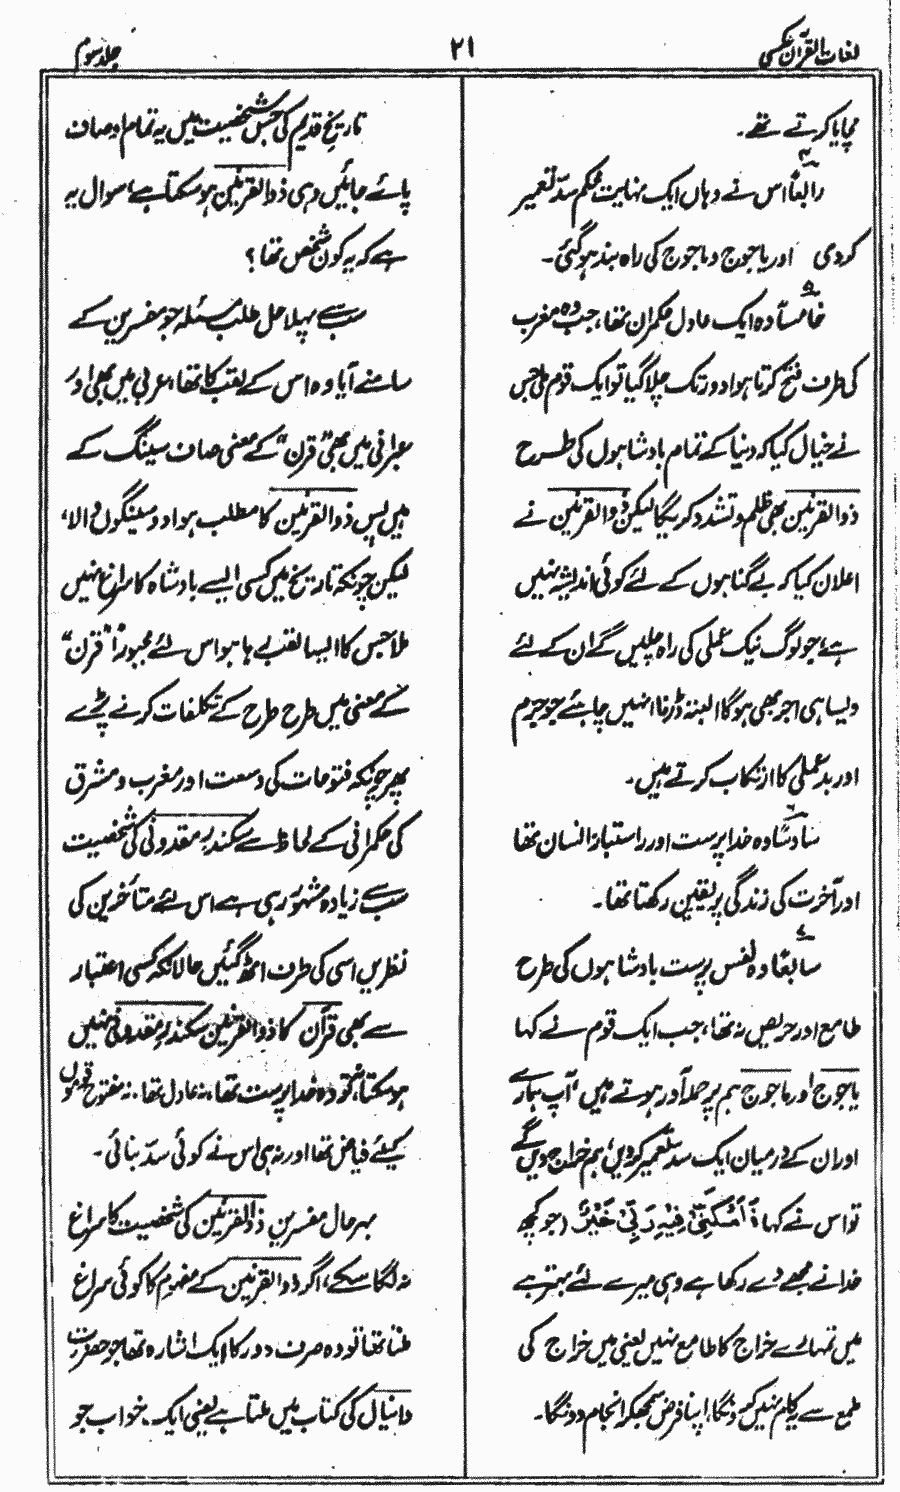 لغات القرآن عکسی
۲۱
جلد سوم
مچایا کرتے تھے۔
رابعًا اس نے وہاں ایک نہایت محکم سدّ تعمیر
کردی اور یاجوج و ماجوج کی راہ بند ہوگئی۔
خامسًا وہ ایک عادل حکمران تھا، جب وہ مغرب
کی طرف فتح کرتا ہوا دور تک چلا گیا تو ایک قوم ملی جس
نے خیال کیا کہ دنیا کے تمام بادشاہوں کی طرح
ذوالقرنین بھی ظلم و تشدد کریگا لیکن ذوالقرنین نے
اعلان کیا کہ بے گناہوں کے لئے کوئی اندیشہ نہیں
ہے، جو لوگ نیک عملی کی راہ چلیں گے ان کے لئے
ویسا ہی اجر بھی ہوگا البتہ ڈرنا انہیں چاہئے جو جرم
اور بدعملی کا ارتکاب کرتے ہیں۔
سادسًا وہ خدا پرست اور راستباز انسان تھا
اور آخرت کی زندگی پر یقین رکھتا تھا۔
سابعًا وہ نفس پرست بادشاہوں کی طرح
طامع اور حریص نہ تھا، جب ایک قوم نے کہا
یاجوج اور ماجوج ہم پر حملہ آور ہوتے ہیں، آپ ہمارے
اور ان کے درمیان ایک سد تعمیر کردیں، ہم خراج دیں گے
تو اس نے کہا مَا مَكَّنِّىْ فِيْهِ رَبِّىْ خَيْرٌ (جو کچھ
خدا نے مجھے دے رکھا ہے وہی میرے لئے بہتر ہے
میں تمہارے خراج کا طامع نہیں یعنی میں خراج کی
طمع سے یہ کام نہیں کرونگا، اپنا فرض سمجھکر انجام دونگا۔
تاریخ قدیم کی جس شخصیت میں یہ تمام اوصاف
پائے جائیں وہی ذوالقرنین ہوسکتا ہے، سوال یہ
ہے کہ یہ کون شخص تھا؟
سب سے پہلا حل طلب مسئلہ جو مفسرین کے
سامنے آیا وہ اس کے لقب کا تھا، عربی میں بھی اور
عبرانی میں بھی "قرن" کے معنی صاف سینگ کے
ہیں پس ذوالقرنین کا مطلب ہوا دو سینگوں والا،
لیکن چونکہ تاریخ میں کسی ایسے بادشاہ کا سراغ نہیں
ملا جس کا ایسا لقب رہا ہو اس لئے مجبورًا "قرن"
کے معنی میں طرح طرح کے تکلفات کرنے پڑے
پھر چونکہ فتوحات کی وسعت اور مغرب و مشرق
کی حکمرانی کے لحاظ سے سکندر مقدونی کی شخصیت
سب سے زیادہ مشہور رہی ہے اس لئے متأخرین کی
نظریں اسی کی طرف اٹھ گئیں حالانکہ کسی اعتبار
سے بھی قرآن کا ذوالقرنین سکندر مقدونی نہیں
ہوسکتا، نہ تو وہ خدا پرست تھا، نہ عادل تھا، نہ مفتوح قوموں
کیلئے فیاض تھا اور نہ ہی اس نے کوئی سدّ بنائی۔
بہرحال مفسرین ذوالقرنین کی شخصیت کا سراغ
نہ لگا سکے، اگر ذوالقرنین کے مفہوم کا کوئی سراغ
ملتا تھا تو وہ صرف دور کا ایک اشارہ تھا جو حضرت
دانیال کی کتاب میں ملتا ہے یعنی ایک خواب جو